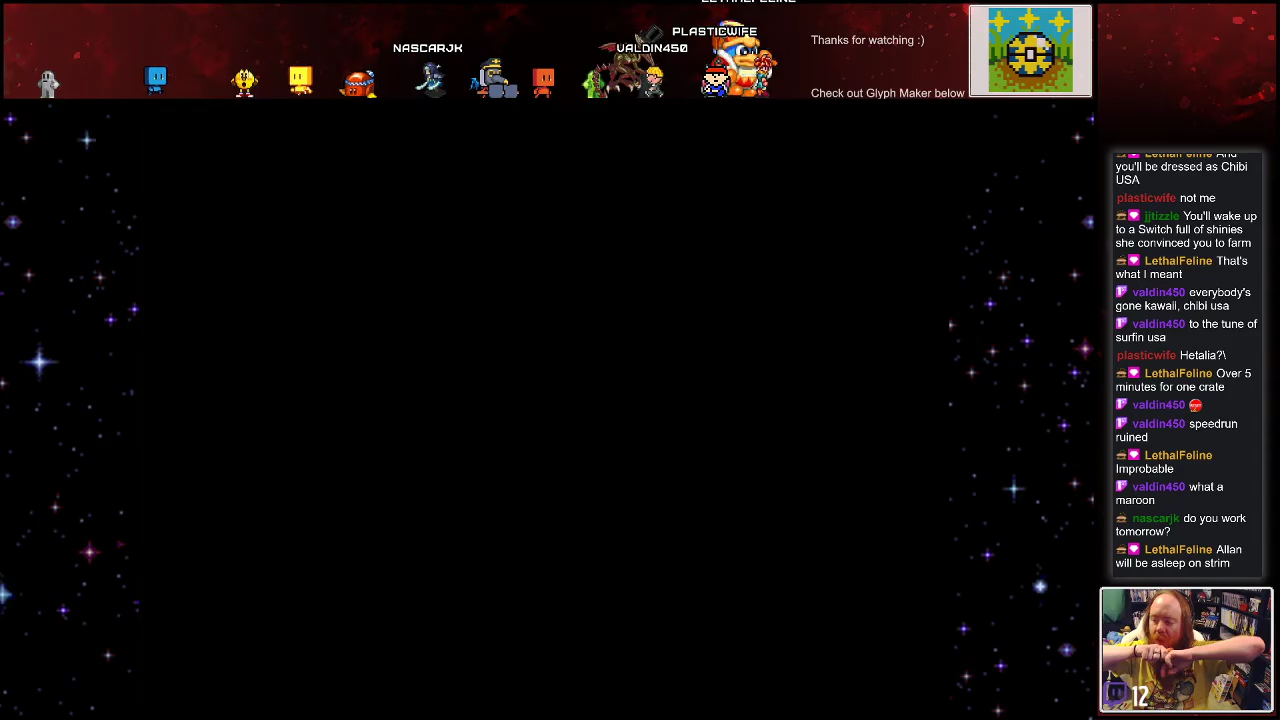 LETHALFELINE
PLASTICWIFE
NASCARJK
VALDIN450
Thanks for watching :)
Check out Glyph Maker below
LethalFeline And
you'll be dressed as Chibi
USA
plasticwife not me
jjtizzle You'll wake up
to a Switch full of shinies
she convinced you to farm
LethalFeline That's
what I meant
valdin450 everybody's
gone kawaii, chibi usa
valdin450 to the tune of
surfin usa
plasticwife Hetalia?\
LethalFeline Over 5
minutes for one crate
valdin450
valdin450 speedrun
ruined
LethalFeline
Improbable
valdin450 what a
maroon
nascarjk do you work
tomorrow?
LethalFeline Allan
will be asleep on strim
12